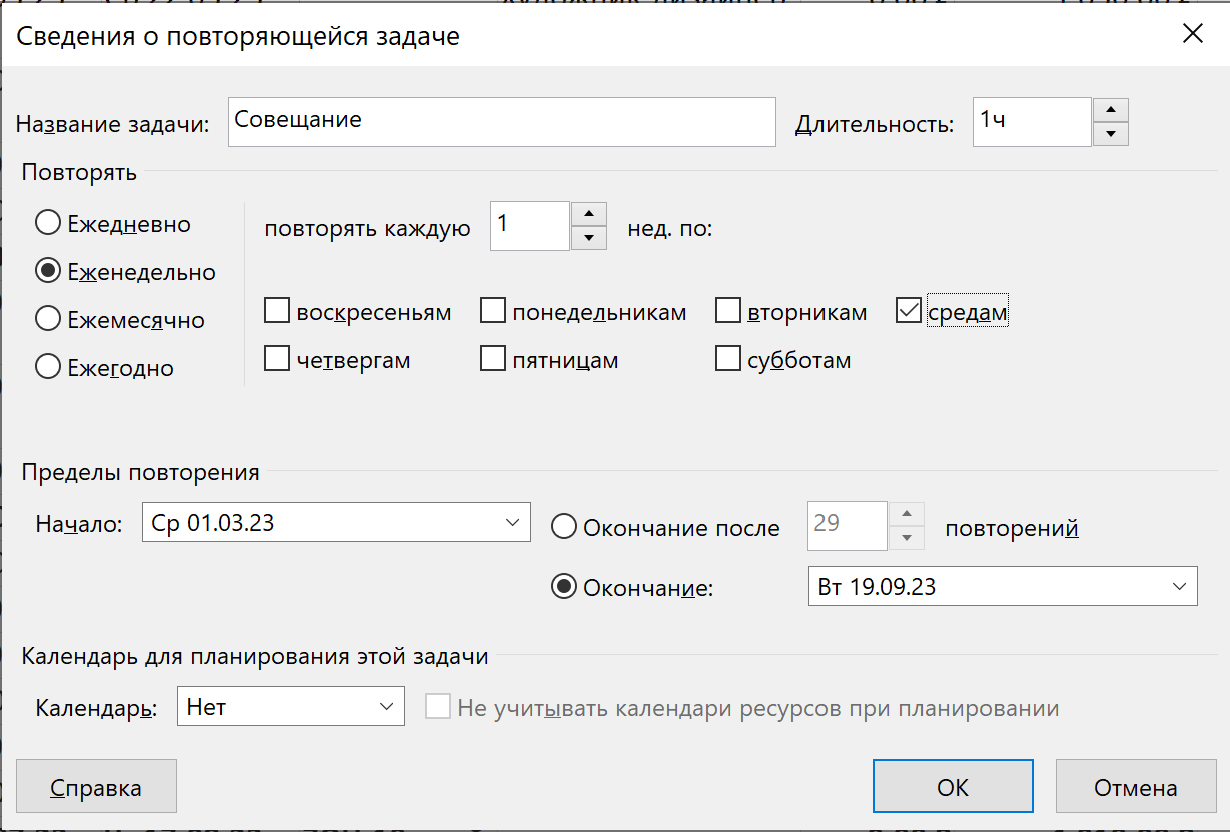 Сведения о повторяющейся задаче
Название задачи: Совещание Длительность: 1ч
Повторять
Ежедневно
Еженедельно
Ежемесячно
Ежегодно
повторять каждую 1 нед. по:
воскресеньям понедельникам вторникам средам
четвергам пятницам субботам
Пределы повторения
Начало: Ср 01.03.23 Окончание после 29 повторений
Окончание: Вт 19.09.23
Календарь для планирования этой задачи
Календарь: Нет Не учитывать календари ресурсов при планировании
Справка ОК Отмена